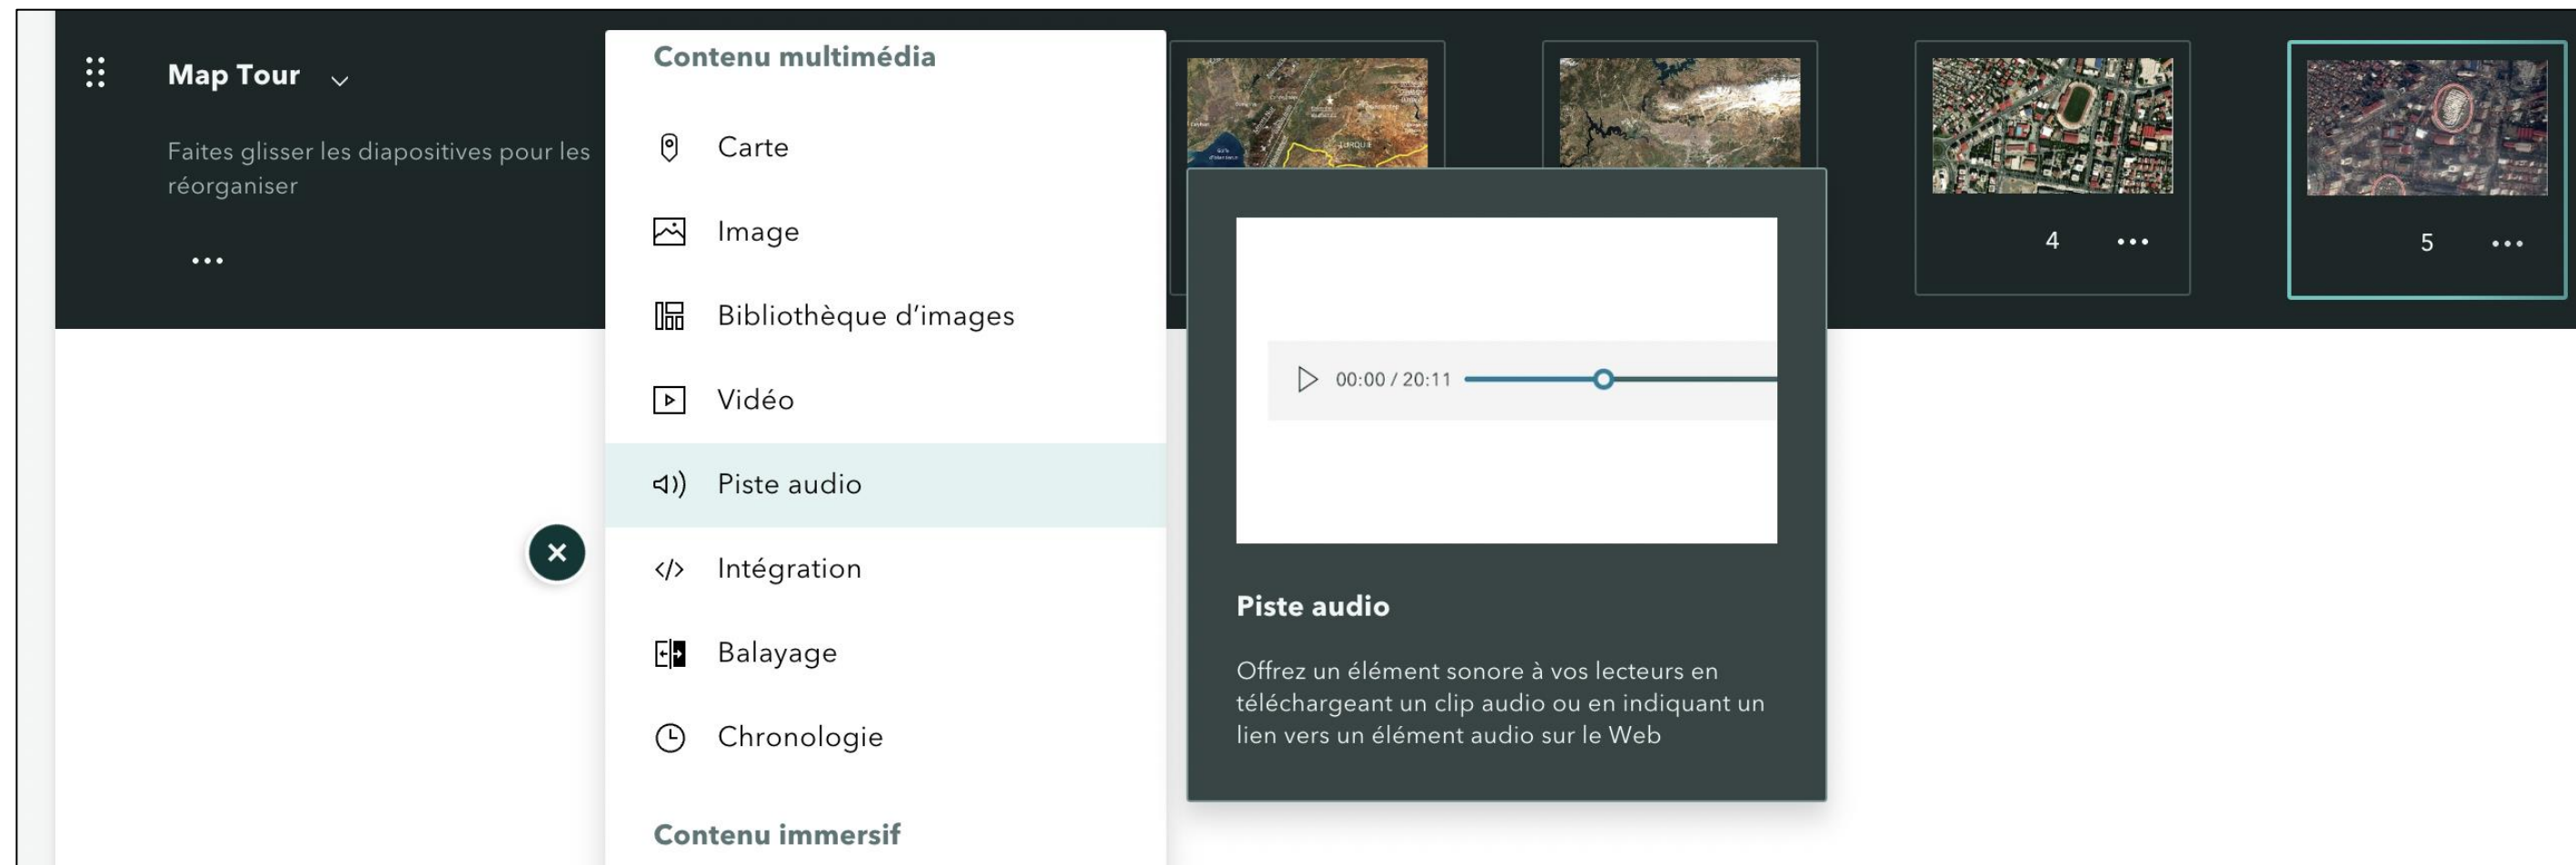 Map Tour
Faites glisser les diapositives pour les
réorganiser
Contenu multimédia
Carte
Image
Bibliothèque d’images
Vidéo
Piste audio
Intégration
Balayage
Chronologie
Contenu immersif
TURQUIE
4
5
00:00 / 20:11
Piste audio
Offrez un élément sonore à vos lecteurs en
téléchargeant un clip audio ou en indiquant un
lien vers un élément audio sur le Web